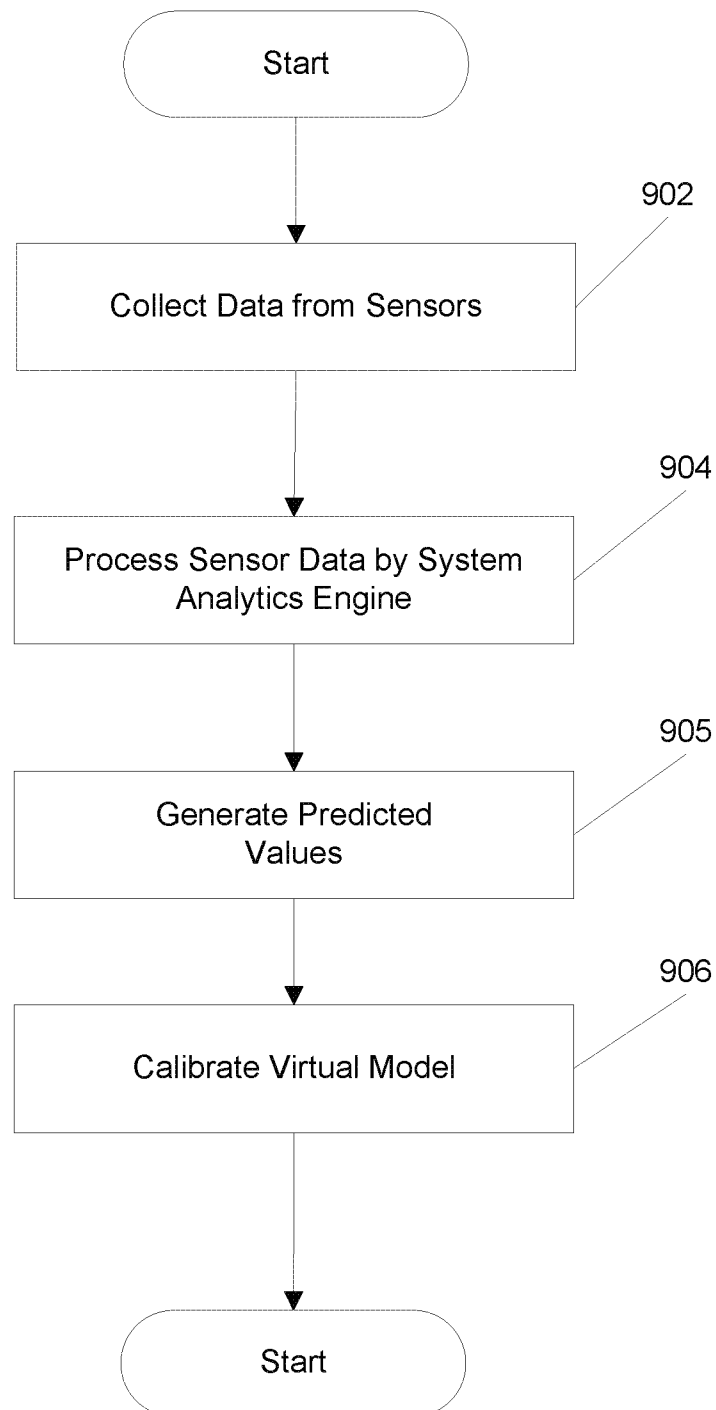 Start
902
Collect Data from Sensors
904
Process Sensor Data by System
Analytics Engine
905
Generate Predicted
Values
906
Calibrate Virtual Model
Start